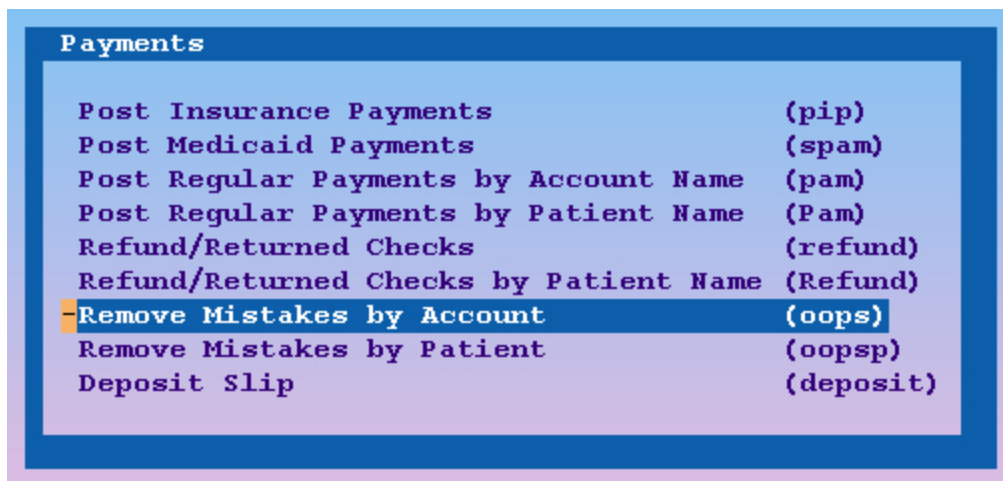 Payments
Post Insurance Payments (pip)
Post Medicaid Payments (spam)
Post Regular Payments by Account Name (pam)
Post Regular Payments by Patient Name (Pam)
Refund/Returned Checks (refund)
Refund/Returned Checks by Patient Name (Refund)
-Remove Mistakes by Account (oops)
Remove Mistakes by Patient (oopsp)
Deposit Slip (deposit)